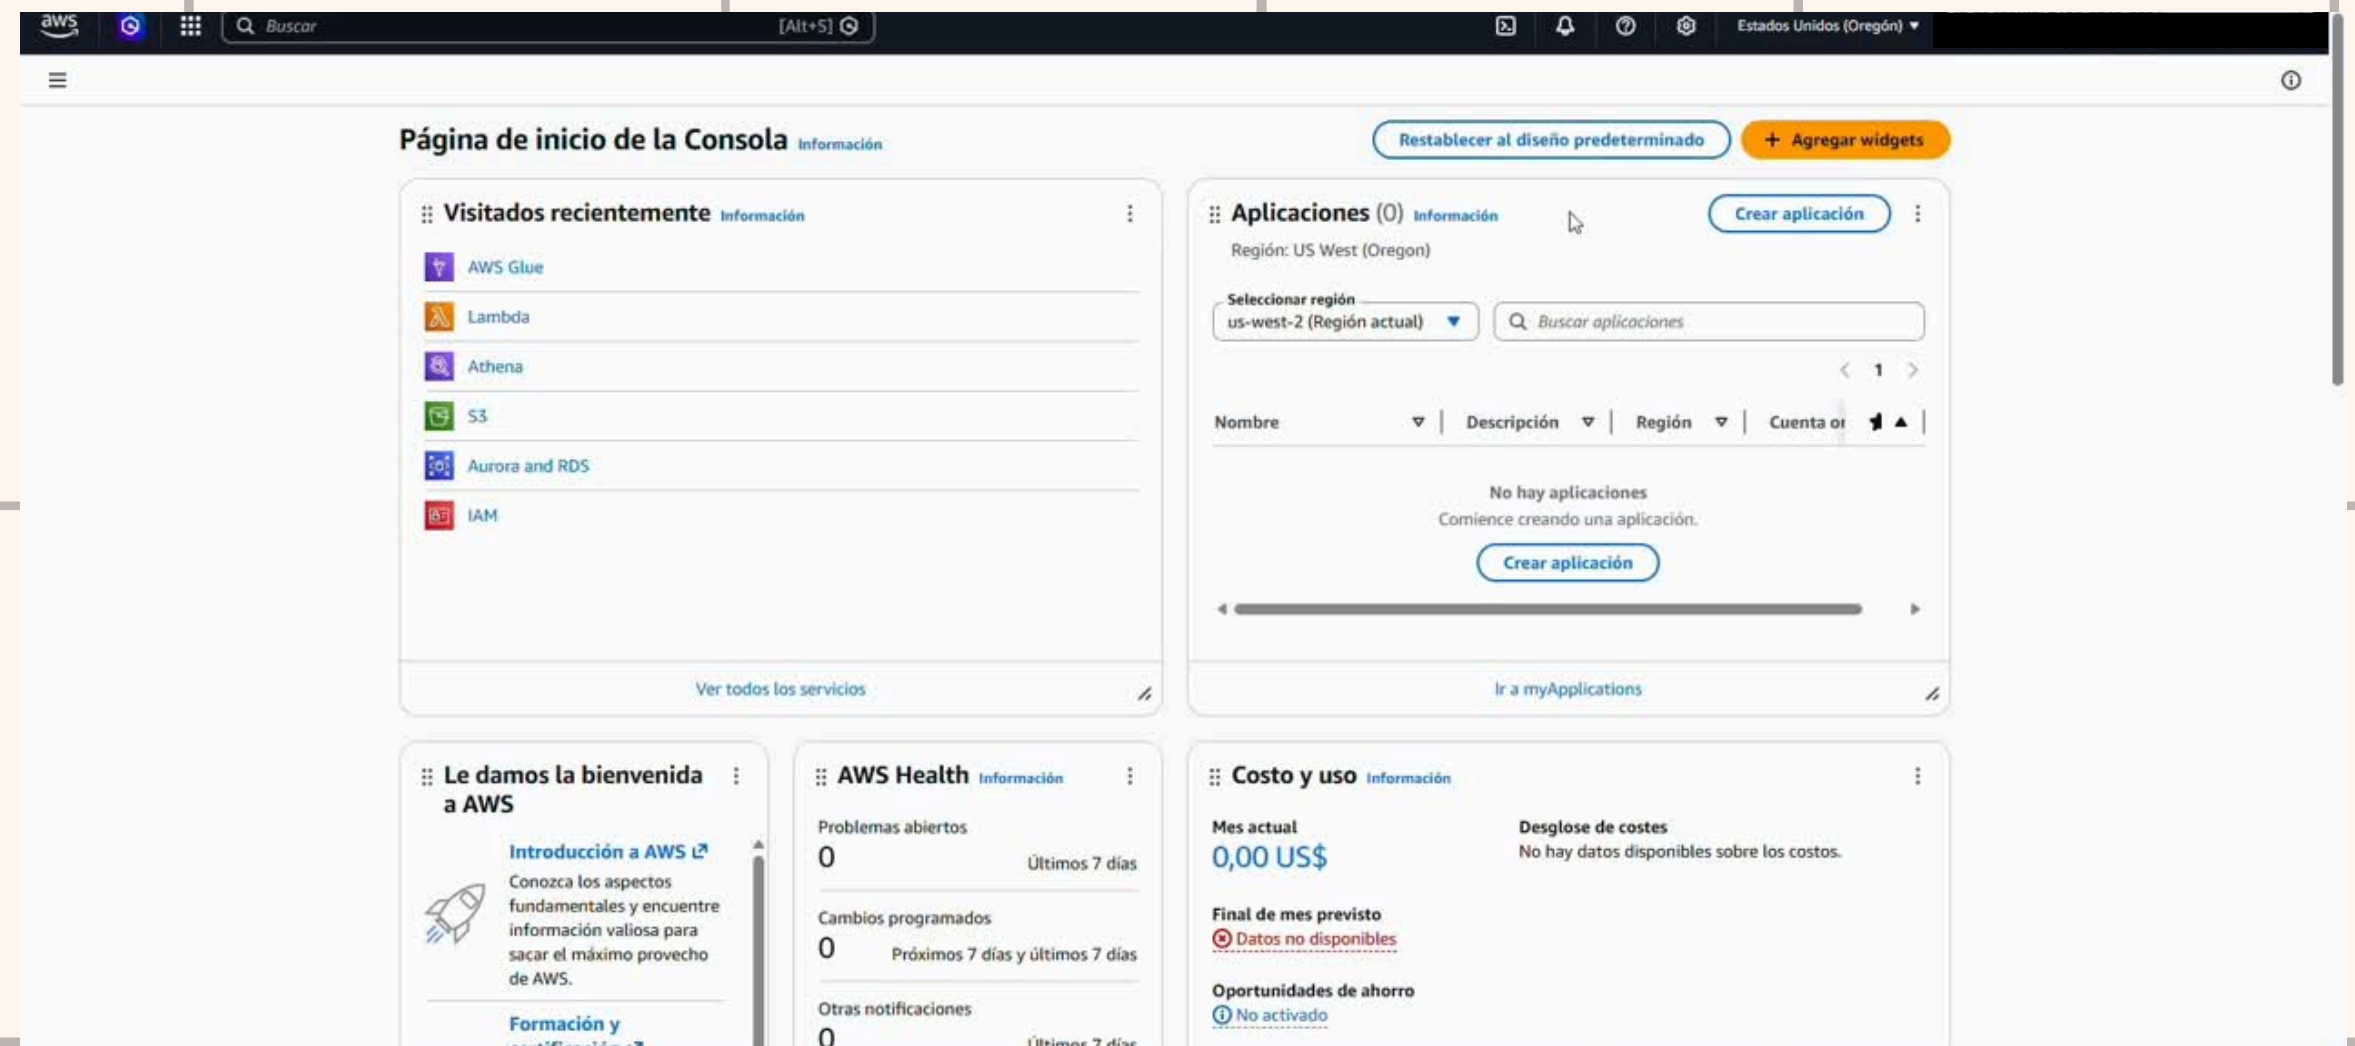 aws
Buscar
[Alt+S]
Estados Unidos (Oregón)
Página de inicio de la Consola Información
Restablecer al diseño predeterminado
+ Agregar widgets
Visitados recientemente Información
AWS Glue
Lambda
Athena
S3
Aurora and RDS
IAM
Ver todos los servicios
Aplicaciones (0) Información
Crear aplicación
Región: US West (Oregon)
Seleccionar región
us-west-2 (Región actual)
Buscar aplicaciones
1
Nombre
Descripción
Región
Cuenta
No hay aplicaciones
Comience creando una aplicación.
Crear aplicación
Ir a myApplications
Le damos la bienvenida
a AWS
Introducción a AWS
Conozca los aspectos
fundamentales y encuentre
información valiosa para
sacar el máximo provecho
de AWS.
Formación y
AWS Health Información
Problemas abiertos
0
Últimos 7 días
Cambios programados
0
Próximos 7 días y últimos 7 días
Otras notificaciones
0
Últimos 7 días
Costo y uso Información
Mes actual
0,00 US$
Final de mes previsto
Datos no disponibles
Oportunidades de ahorro
No activado
Desglose de costes
No hay datos disponibles sobre los costos.